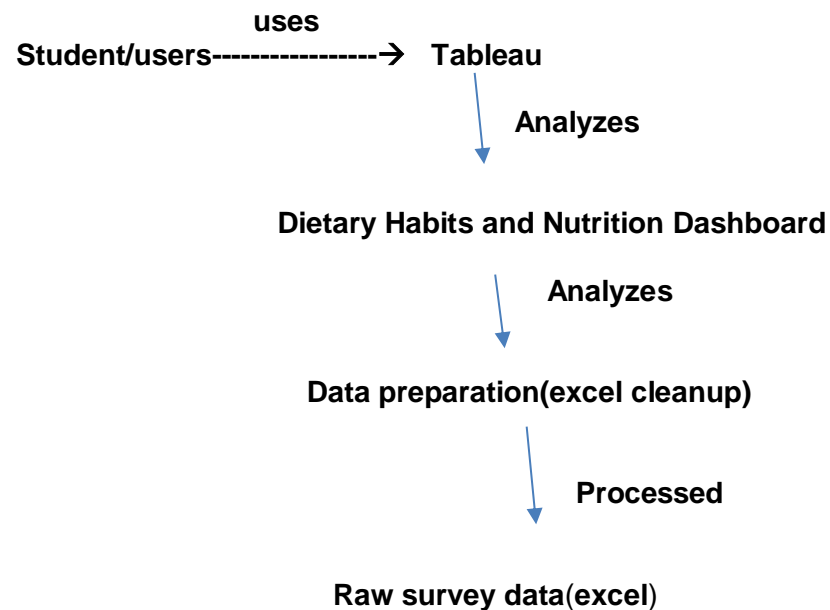 uses
Student/users-----------------→ Tableau
Analyzes
Dietary Habits and Nutrition Dashboard
Analyzes
Data preparation(excel cleanup)
Processed
Raw survey data(excel)